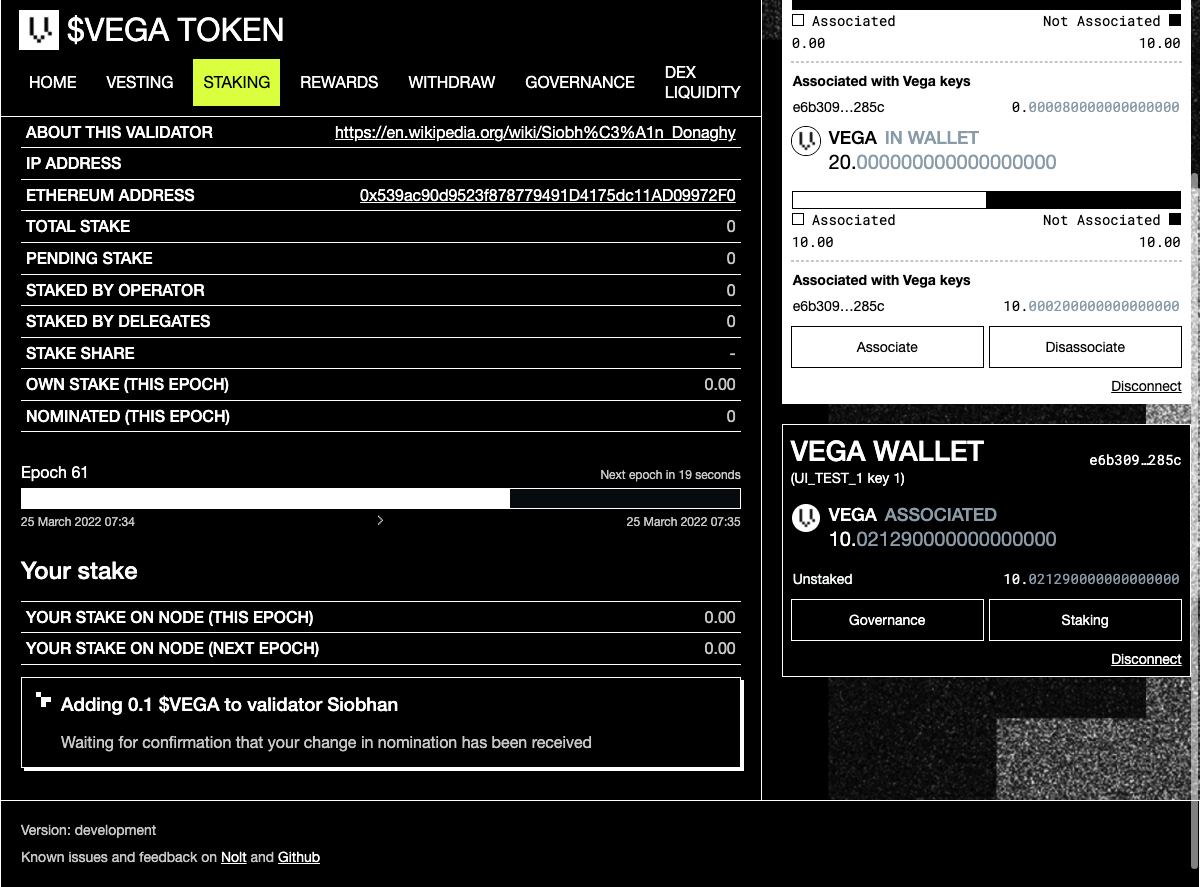 $VEGA TOKEN
HOME VESTING STAKING REWARDS WITHDRAW GOVERNANCE DEX LIQUIDITY
ABOUT THIS VALIDATOR https://en.wikipedia.org/wiki/Siobh%C3%A1n_Donaghy
IP ADDRESS
ETHEREUM ADDRESS 0x539ac90d9523f878779491D4175dc11AD09972F0
TOTAL STAKE 0
PENDING STAKE 0
STAKED BY OPERATOR 0
STAKED BY DELEGATES 0
STAKE SHARE -
OWN STAKE (THIS EPOCH) 0.00
NOMINATED (THIS EPOCH) 0
Epoch 61 Next epoch in 19 seconds
25 March 2022 07:34 25 March 2022 07:35
Your stake
YOUR STAKE ON NODE (THIS EPOCH) 0.00
YOUR STAKE ON NODE (NEXT EPOCH) 0.00
Adding 0.1 $VEGA to validator Siobhan
Waiting for confirmation that your change in nomination has been received
Associated Not Associated
0.00 10.00
Associated with Vega keys
e6b309…285c 0.000080000000000000
VEGA IN WALLET
20.000000000000000000
Associated Not Associated
10.00 10.00
Associated with Vega keys
e6b309…285c 10.000200000000000000
Associate Disassociate
Disconnect
VEGA WALLET e6b309…285c
(UI_TEST_1 key 1)
VEGA ASSOCIATED
10.021290000000000000
Unstaked 10.021290000000000000
Governance Staking
Disconnect
Version: development
Known issues and feedback on Nolt and Github